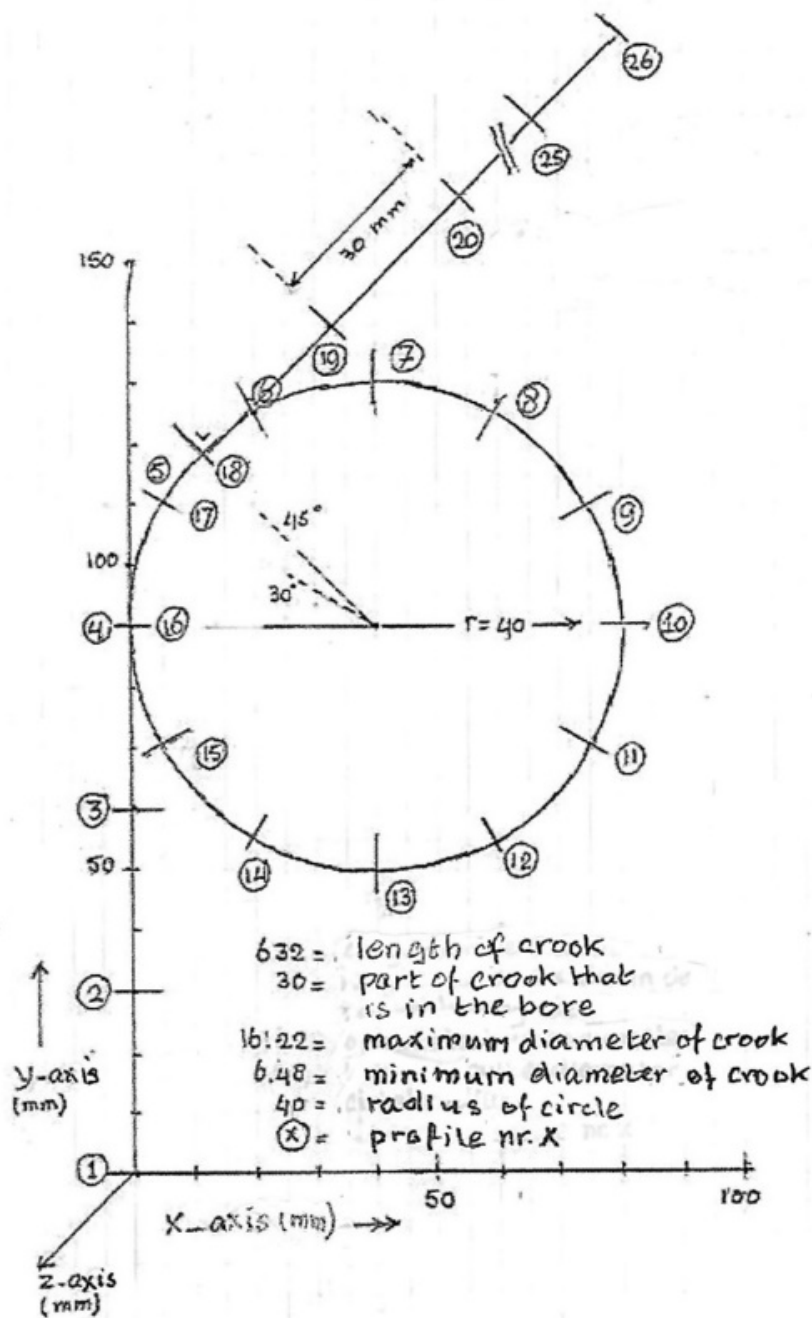 26
25
20
30 mm
150
19
7
6
8
5
18
17
9
45°
100
30°
4
16
r=40
10
15
11
3
50
14
12
13
632 = length of crook
30 = part of crook that
is in the bore
2
16.22 = maximum diameter of crook
y-axis
(mm)
6.48 = minimum diameter of crook
40 = radius of circle
x = profile nr. x
1
50
100
x-axis (mm)
z-axis
(mm)